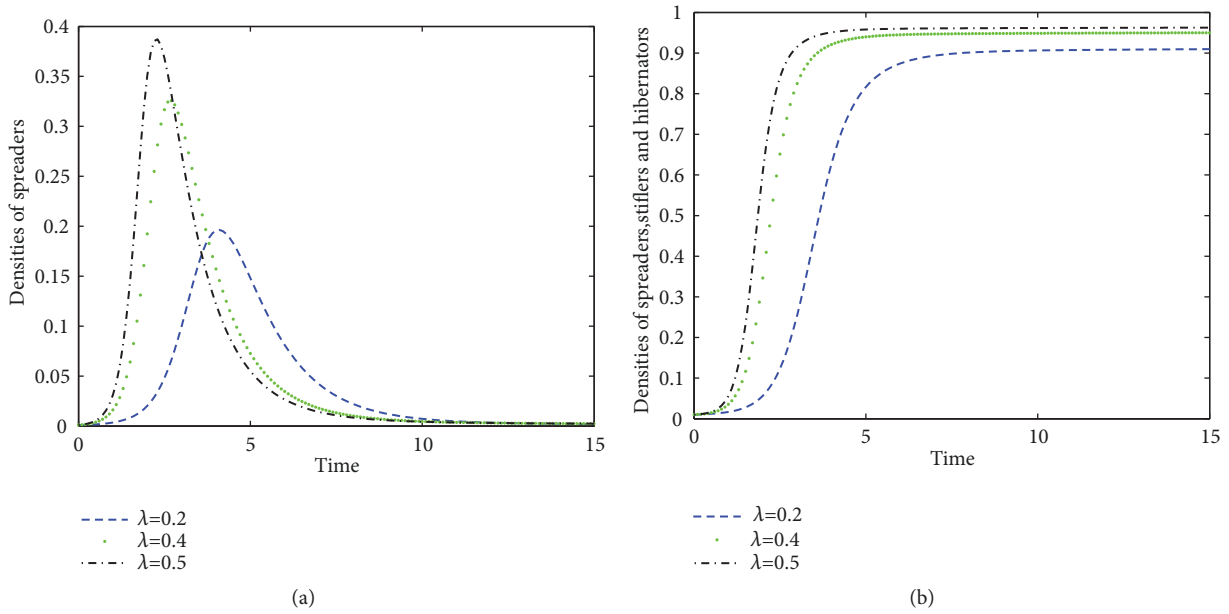 0.4
0.35
0.3
0.25
0.2
0.15
0.1
0.05
0
Densities of spreaders
0 5 10 15
Time
λ=0.2
λ=0.4
λ=0.5
(a)
1
0.9
0.8
0.7
0.6
0.5
0.4
0.3
0.2
0.1
0
Densities of spreaders,stiflers and hibernators
0 5 10 15
Time
λ=0.2
λ=0.4
λ=0.5
(b)